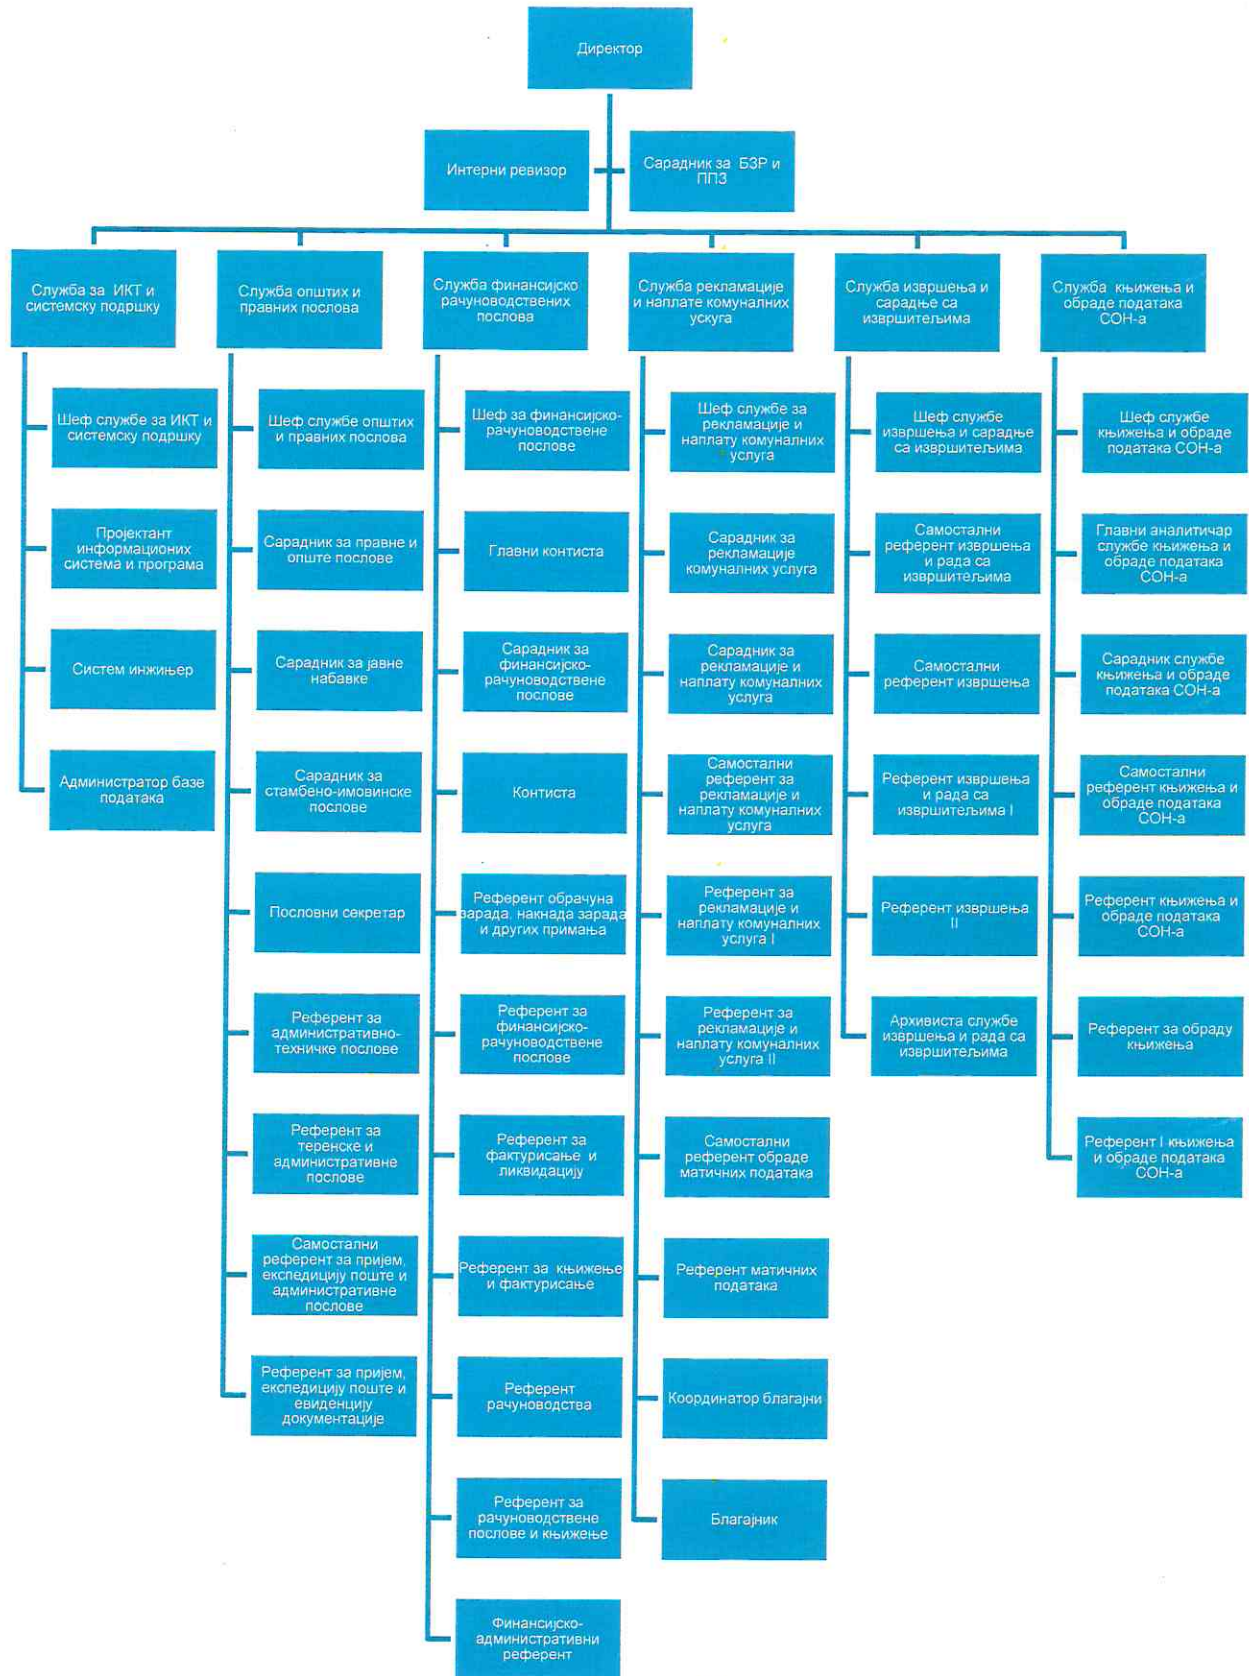 Директор
Интерни ревизор
Сарадник за БЗР и
ППЗ
Служба за ИКТ и
системску подршку
Служба општих и
правних послова
Служба финансијско
рачуноводствених
послова
Служба рекламације
и наплате комуналних
ускуга
Служба извршења и
сарадње са
извршитељима
Служба књижења и
обраде података
СОН-а
Шеф службе за ИКТ и
системску подршку
Пројектант
информационих
система и програма
Систем инжињер
Администратор базе
података
Шеф службе општих
и правних послова
Сарадник за правне и
опште послове
Сарадник за јавне
набавке
Сарадник за
стамбено-имовинске
послове
Пословни секретар
Референт за
административно-
техничке послове
Референт за
теренске и
административне
послове
Самостални
референт за пријем,
експедицију поште и
административне
послове
Референт за пријем,
експедицију поште и
евиденцију
документације
Шеф за финансијско-
рачуноводствене
послове
Главни контиста
Сарадник за
финансијско-
рачуноводствене
послове
Контиста
Референт обрачуна
зарада, накнада зарада
и других примања
Референт за
финансијско-
рачуноводствене
послове
Референт за
фактурисање и
ликвидацију
Референт за књижење
и фактурисање
Референт
рачуноводства
Референт за
рачуноводствене
послове и књижење
Финансијско-
административни
референт
Шеф службе за
рекламације и
наплату комуналних
услуга
Сарадник за
рекламације
комуналних услуга
Сарадник за
рекламације и
наплату комуналних
услуга
Самостални
референт за
рекламације и
наплату комуналних
услуга
Референт за
рекламације и
наплату комуналних
услуга I
Референт за
рекламације и
наплату комуналних
услуга II
Самостални
референт обраде
матичних података
Референт матичних
података
Координатор благајни
Благајник
Шеф службе
извршења и сарадње
са извршитељима
Самостални
референт извршења
и рада са
извршитељима
Самостални
референт извршења
Референт извршења
и рада са
извршитељима I
Референт извршења
II
Архивиста службе
извршења и рада са
извршитељима
Шеф службе
књижења и обраде
података СОН-а
Главни аналитичар
службе књижења и
обраде података
СОН-а
Сарадник службе
књижења и обраде
података СОН-а
Самостални
референт књижења и
обраде података
СОН-а
Референт књижења и
обраде података
СОН-а
Референт за обраду
књижења
Референт I књижења
и обраде података
СОН-а